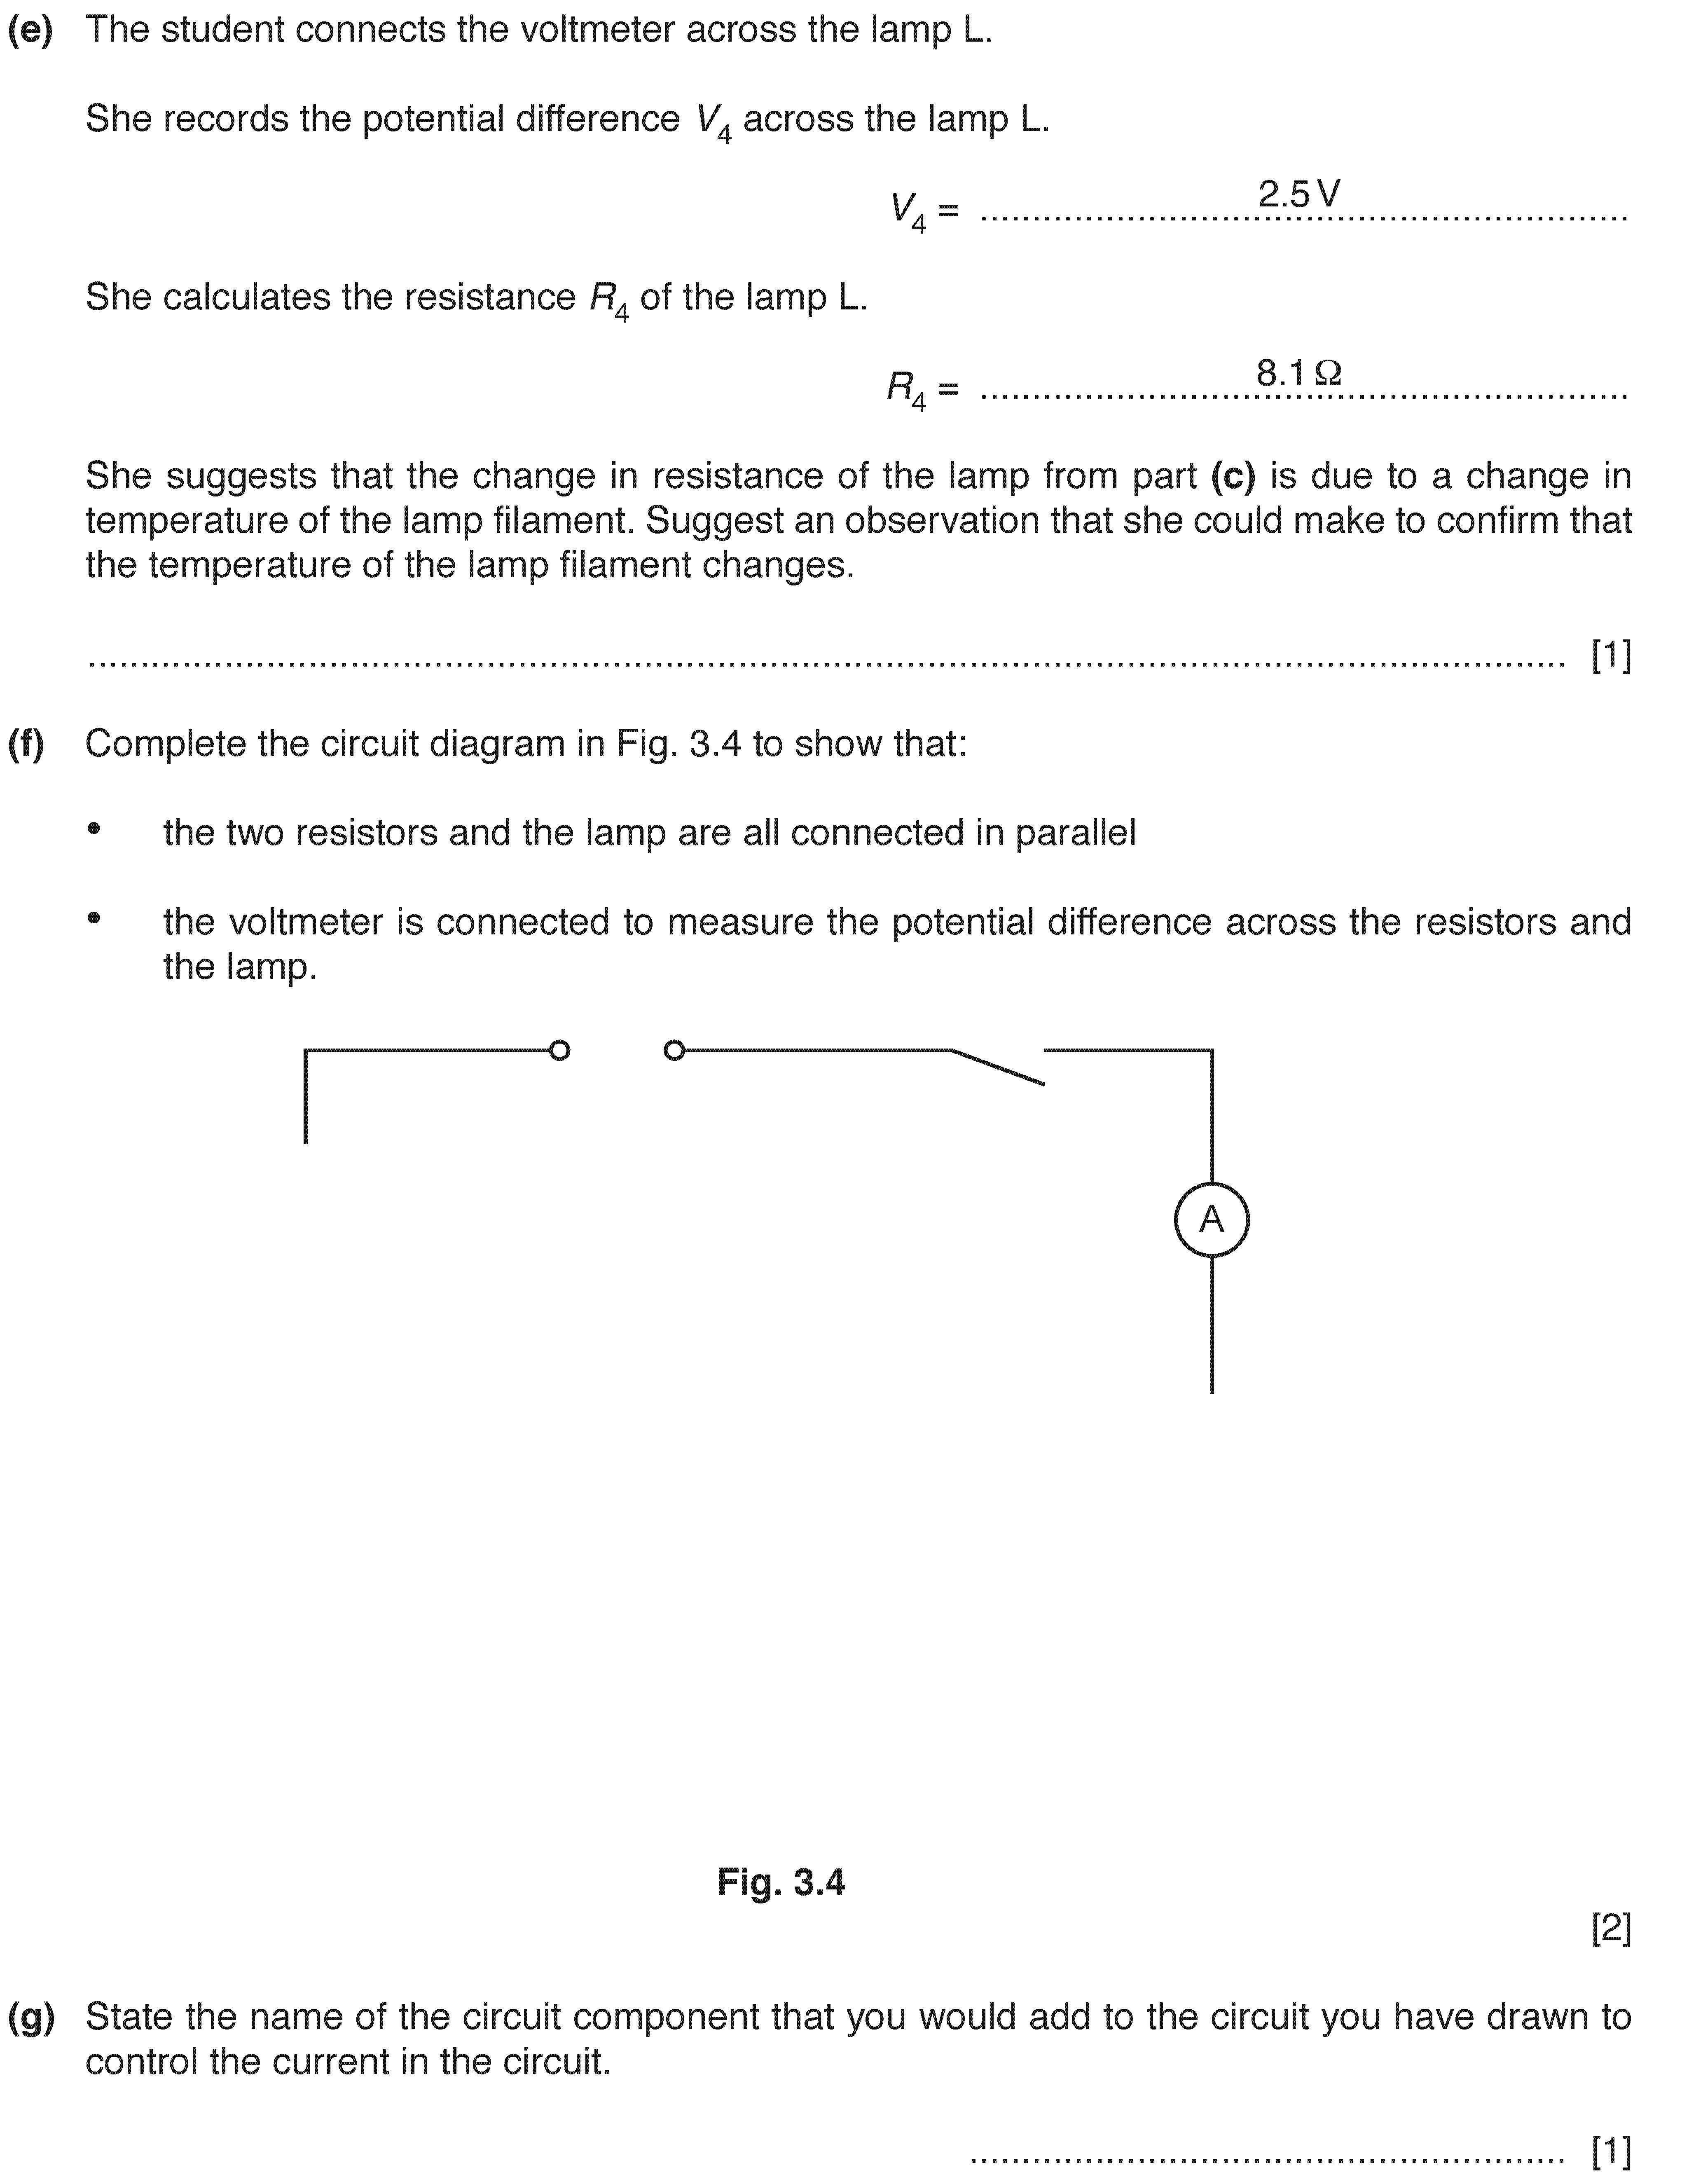 (e) The student connects the voltmeter across the lamp L.
She records the potential difference V4 across the lamp L.
V4 = 2.5 V
She calculates the resistance R4 of the lamp L.
R4 = 8.1 Ω
She suggests that the change in resistance of the lamp from part (c) is due to a change in
temperature of the lamp filament. Suggest an observation that she could make to confirm that
the temperature of the lamp filament changes.
[1]
(f) Complete the circuit diagram in Fig. 3.4 to show that:
• the two resistors and the lamp are all connected in parallel
• the voltmeter is connected to measure the potential difference across the resistors and
the lamp.
A
Fig. 3.4
[2]
(g) State the name of the circuit component that you would add to the circuit you have drawn to
control the current in the circuit.
[1]